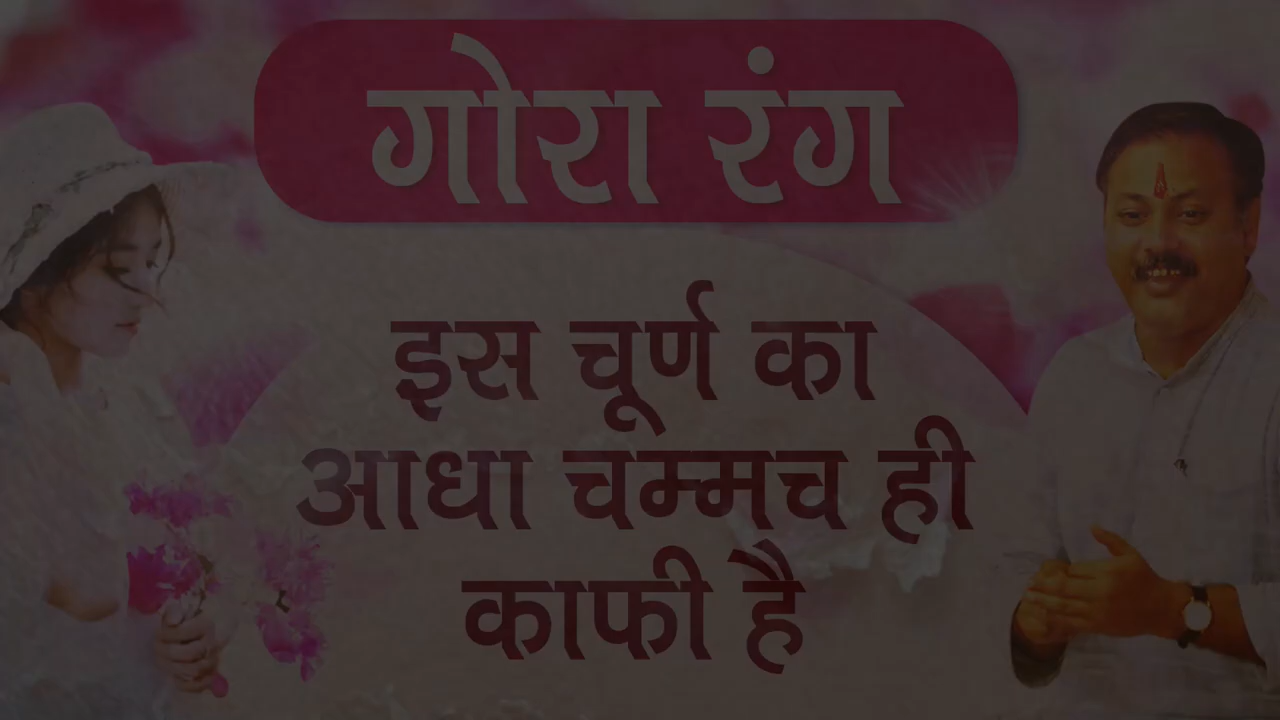 गोरा रंग
इस चूर्ण का
आधा चम्मच ही
काफी है